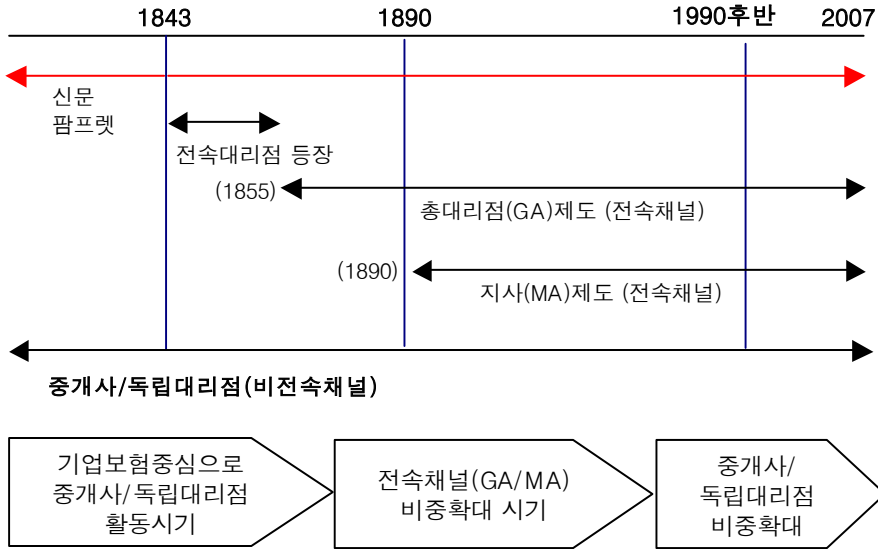 1843
1890
1990후반
2007
신문
팜프렛
전속대리점 등장
(1855)
총대리점(GA)제도 (전속채널)
(1890)
지사(MA)제도 (전속채널)
중개사/독립대리점(비전속채널)
기업보험중심으로
중개사/독립대리점
활동시기
전속채널(GA/MA)
비중확대 시기
중개사/
독립대리점
비중확대